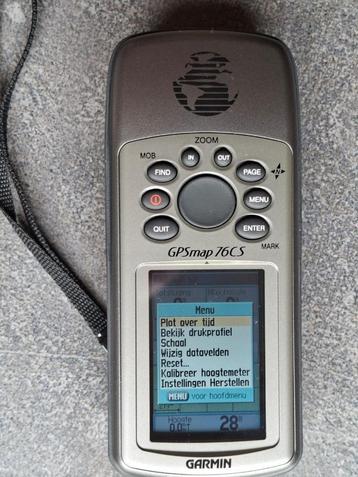 ZOOM
MOB
IN
OUT
FIND
PAGE
N
MENU
QUIT
ENTER
MARK
GPSmap 76CS
Menu
Plot over tijd
Bekijk drukprofiel
Schaal
Wijzig datavelden
Reset...
Kalibreer hoogtemeter
Instellingen Herstellen
MENU voor hoofdmenu
Hoogte
28
GARMIN